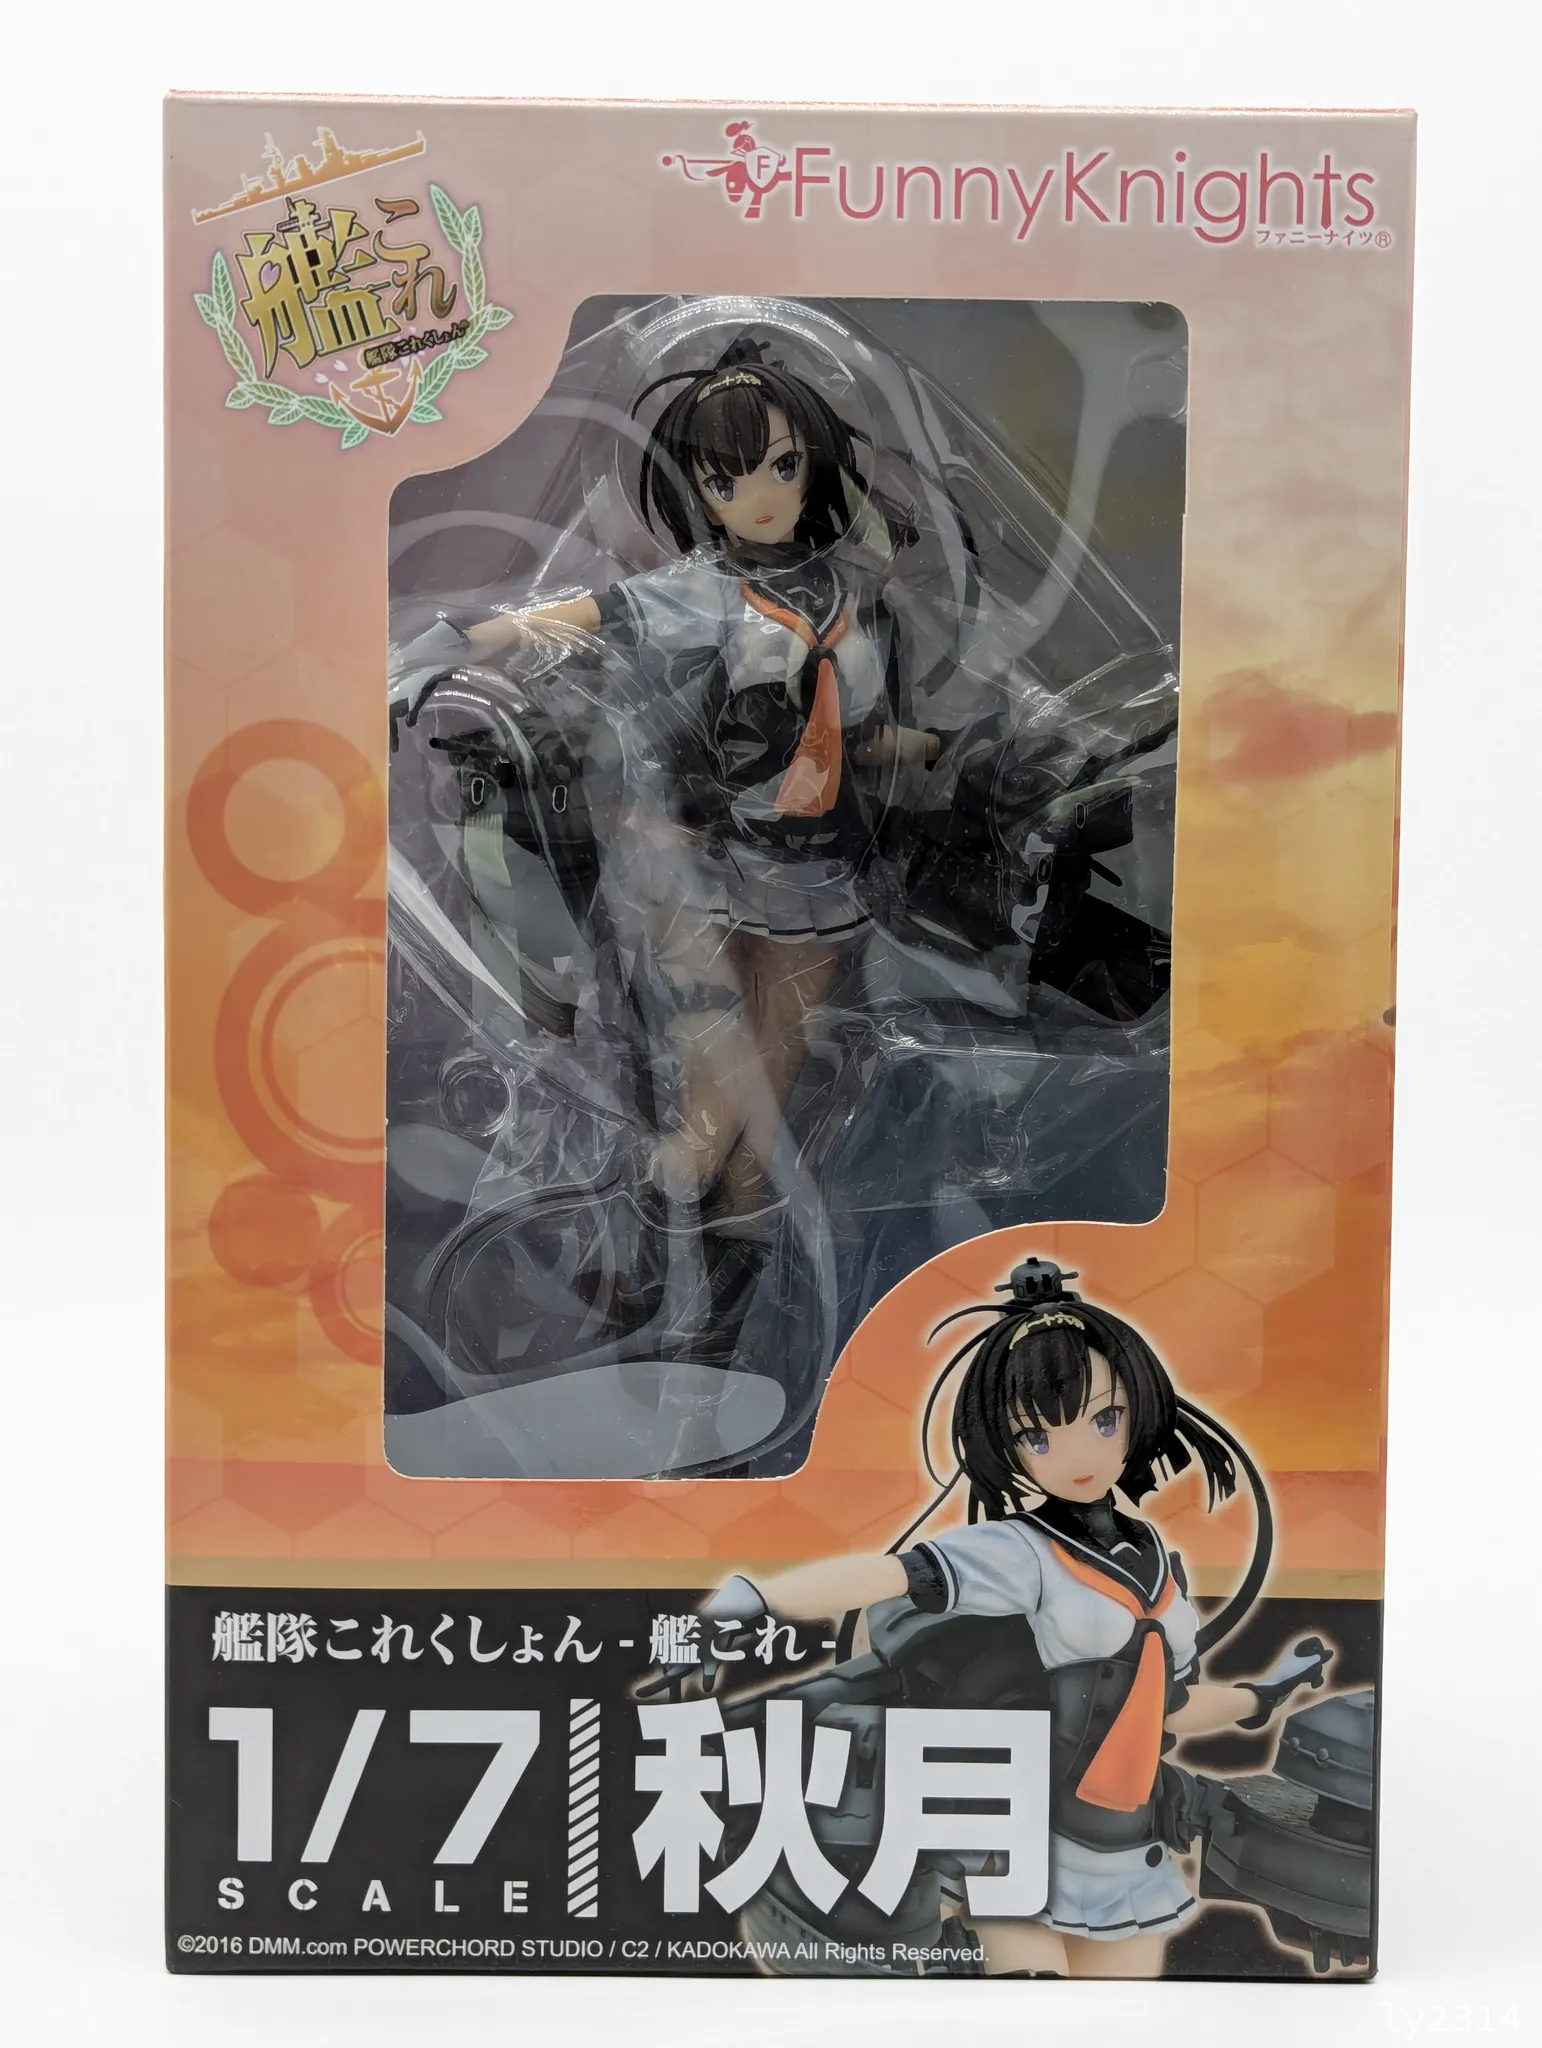 FunnyKnights
ファニーナイツ®
艦これ
艦隊これくしょん
艦隊これくしょん - 艦これ -
1/7
SCALE
秋月
©2016 DMM.com POWERCHORD STUDIO / C2 / KADOKAWA All Rights Reserved.
ly2314